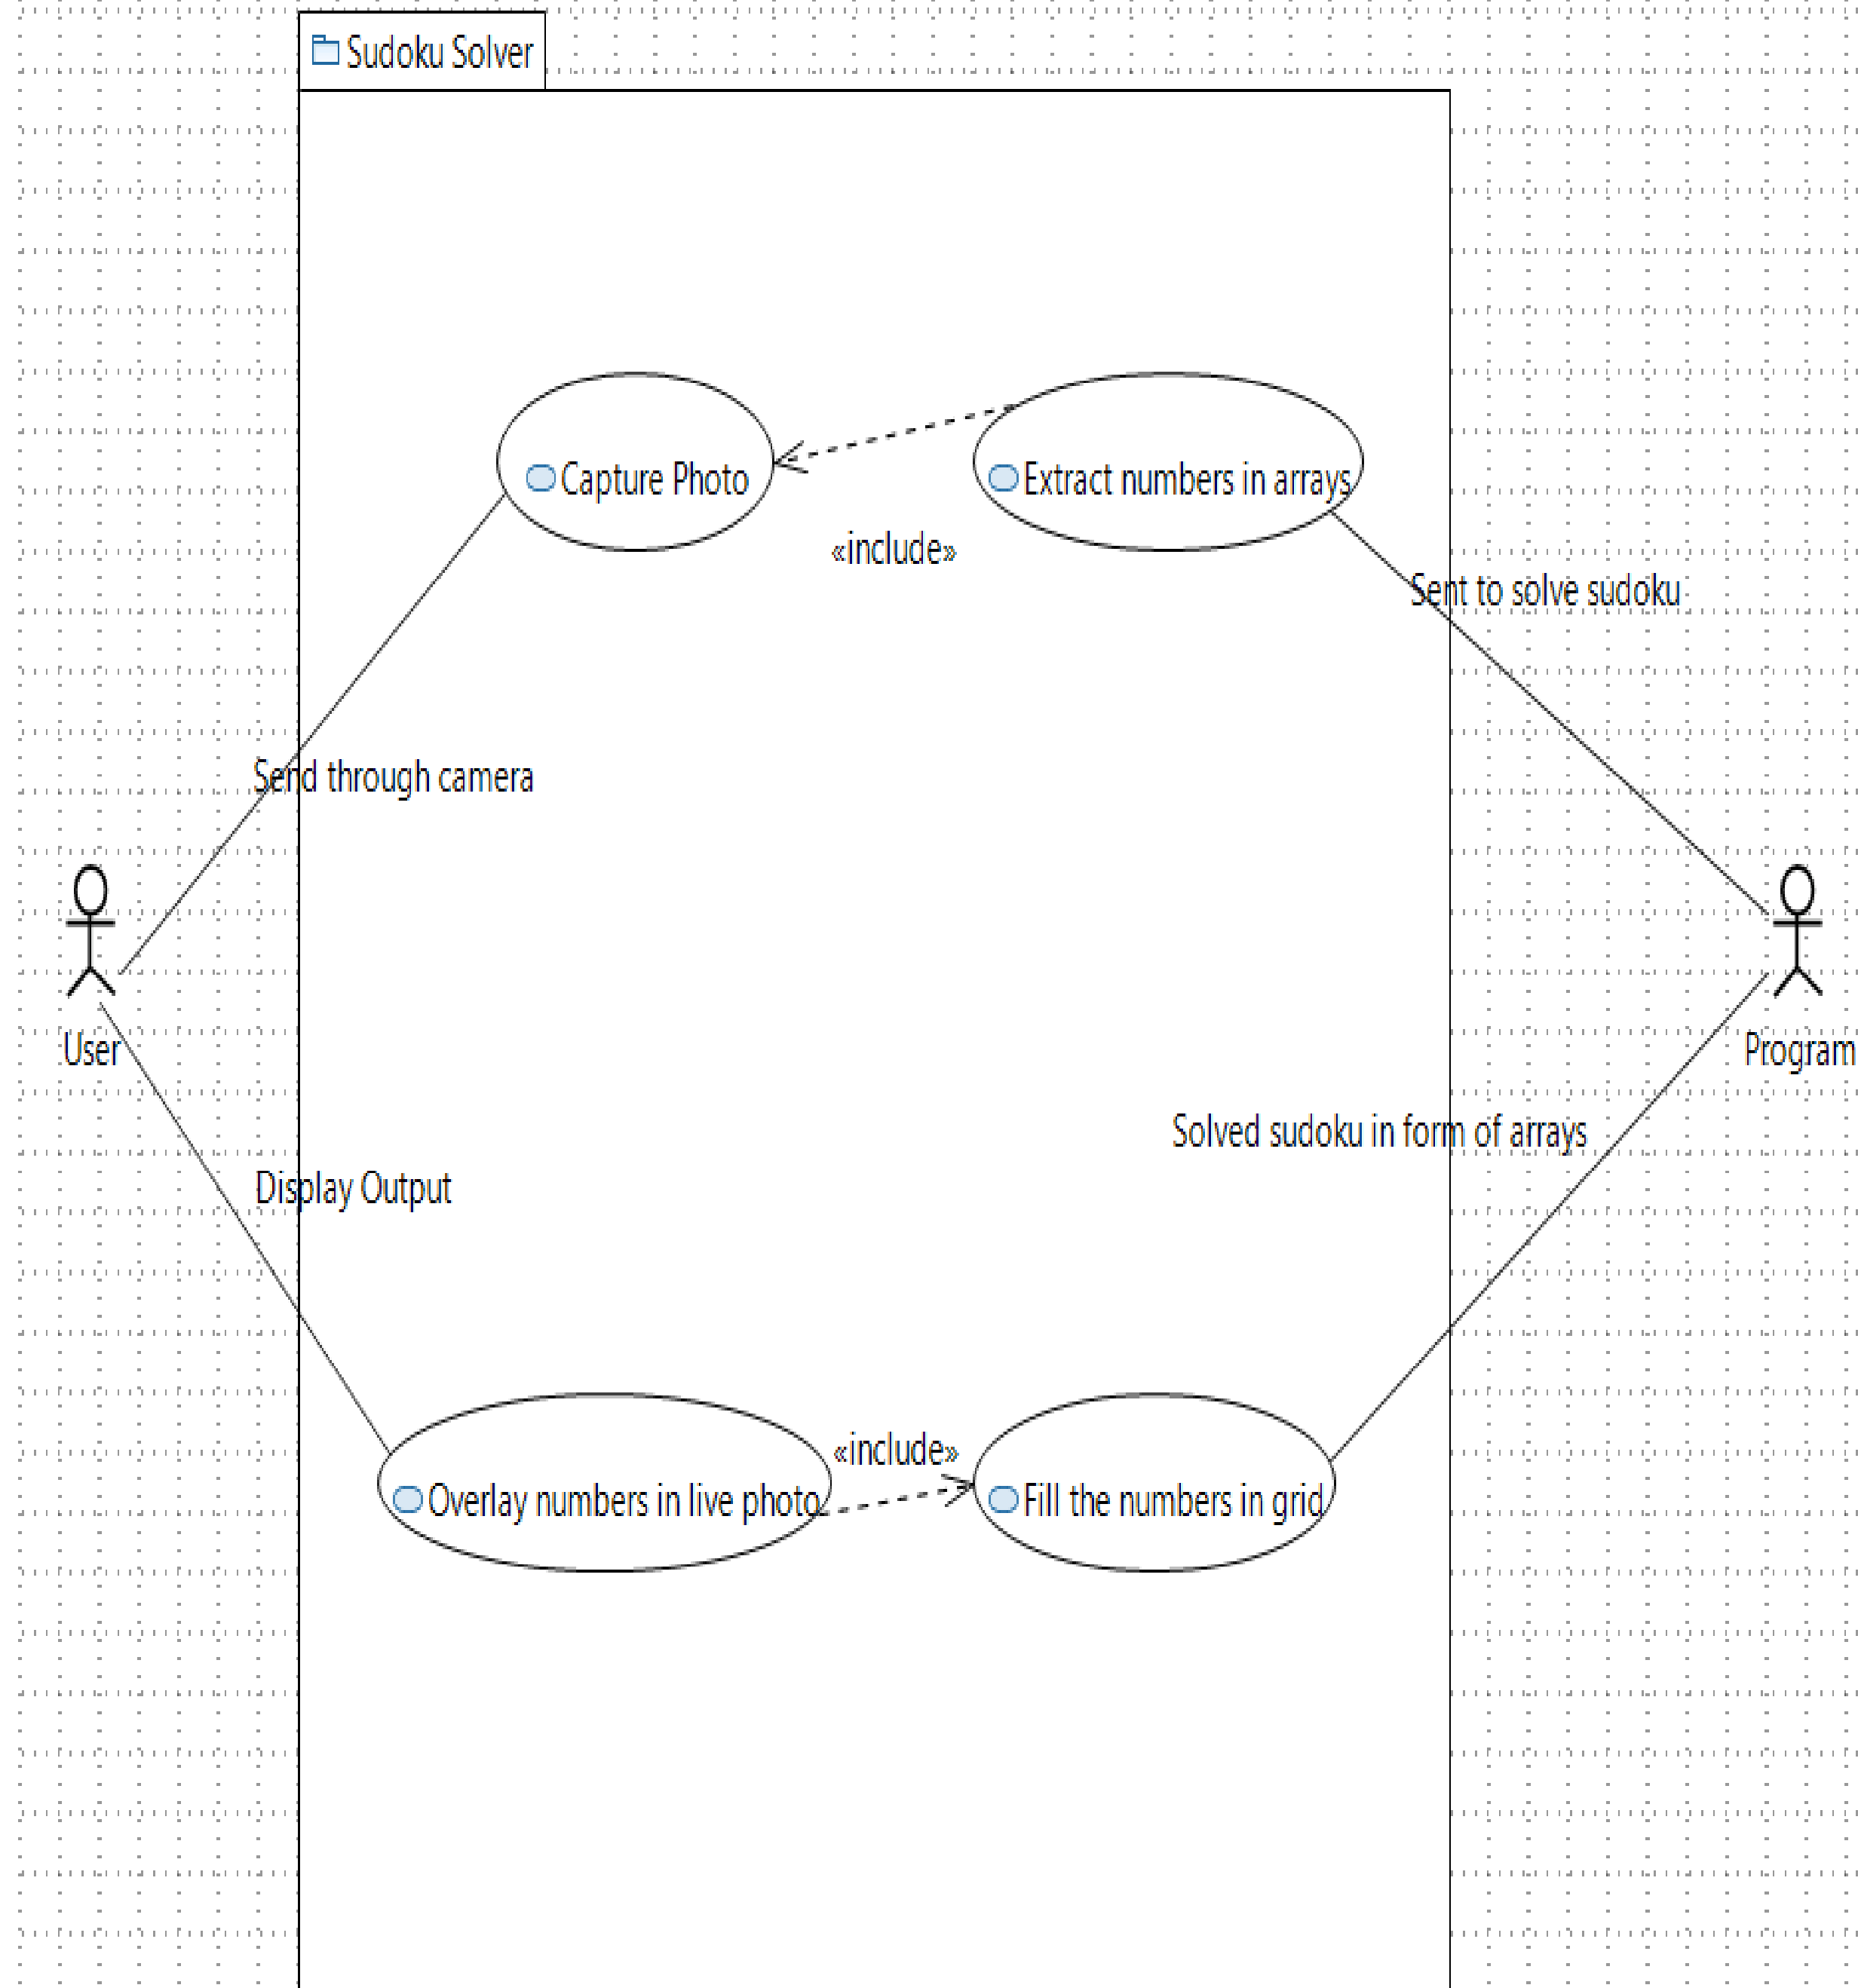 Sudoku Solver
Capture Photo
Extract numbers in arrays
«include»
Sent to solve sudoku
Send through camera
User
Program
Solved sudoku in form of arrays
Display Output
«include»
Overlay numbers in live photo
Fill the numbers in grid